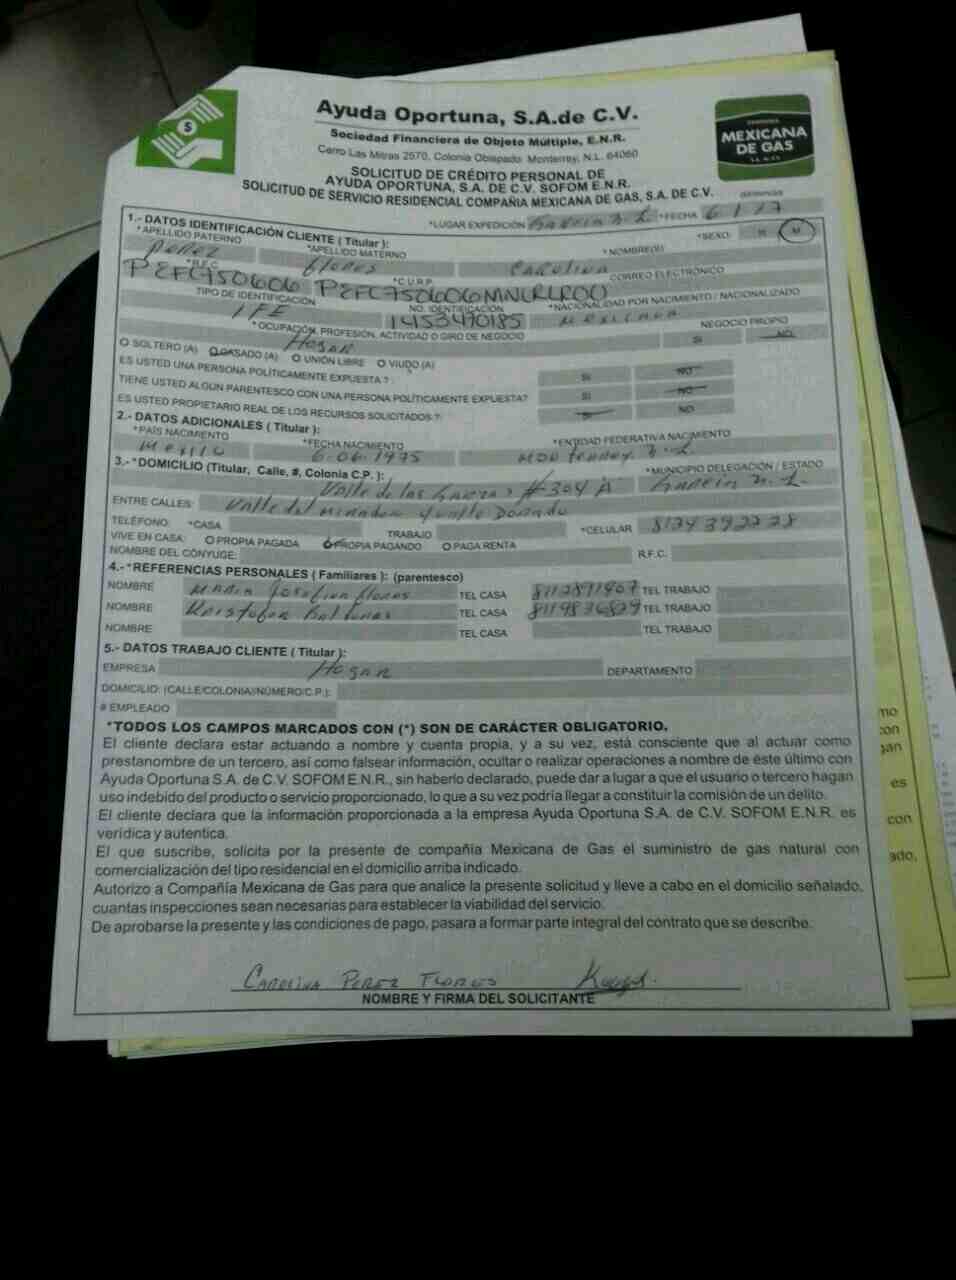 Ayuda Oportuna, S.A.de C.V.
Sociedad Financiera de Objeto Múltiple, E.N.R.
Cerro Las Mitras 2570, Colonia Obispado Monterrey, N.L. 64060
MEXICANA DE GAS
S.A. de C.V.
SOLICITUD DE CRÉDITO PERSONAL DE
AYUDA OPORTUNA, S.A. DE C.V. SOFOM E.N.R.
SOLICITUD DE SERVICIO RESIDENCIAL COMPAÑÍA MEXICANA DE GAS, S.A. DE C.V.
*LUGAR EXPEDICIÓN García N.L *FECHA 6/1/17
1.- DATOS IDENTIFICACIÓN CLIENTE ( Titular ): *SEXO: H M
*APELLIDO PATERNO *APELLIDO MATERNO *NOMBRE(S)
Perez Flores Carolina
*R.F.C. *C.U.R.P. CORREO ELECTRÓNICO
PEFC750606 PEFC750606MNLRLR00
TIPO DE IDENTIFICACIÓN NO. IDENTIFICACIÓN *NACIONALIDAD POR NACIMIENTO / NACIONALIZADO
IFE 14153470185 Mexicana
*OCUPACIÓN, PROFESIÓN, ACTIVIDAD O GIRO DE NEGOCIO NEGOCIO PROPIO
Hogar SI NO
SOLTERO (A) CASADO (A) UNIÓN LIBRE VIUDO (A)
ES USTED UNA PERSONA POLÍTICAMENTE EXPUESTA ? : SI NO
TIENE USTED ALGÚN PARENTESCO CON UNA PERSONA POLÍTICAMENTE EXPUESTA? SI NO
ES USTED PROPIETARIO REAL DE LOS RECURSOS SOLICITADOS ? SI NO
2.- DATOS ADICIONALES ( Titular ):
*PAÍS NACIMIENTO *FECHA NACIMIENTO *ENTIDAD FEDERATIVA NACIMIENTO
Mexico 6-06-1975 Monterrey N-L.
3.-*DOMICILIO (Titular, Calle, #, Colonia C.P. ): *MUNICIPIO DELEGACIÓN / ESTADO
Valle de las Garzas #304 A García N.L.
ENTRE CALLES: Valle del Mirador y Valle Dorado
TELÉFONO: *CASA TRABAJO *CELULAR 8124392228
VIVE EN CASA: PROPIA PAGADA PROPIA PAGANDO PAGA RENTA
NOMBRE DEL CÓNYUGE: R.F.C.
4.-*REFERENCIAS PERSONALES ( Familiares ): (parentesco)
NOMBRE Maria Josefina Flores TEL CASA 8112891907 TEL TRABAJO
NOMBRE Kristofer TEL CASA 8119836829 TEL TRABAJO
NOMBRE TEL CASA TEL TRABAJO
5.- DATOS TRABAJO CLIENTE ( Titular ):
EMPRESA Hogar DEPARTAMENTO
DOMICILIO: (CALLE/COLONIA/NÚMERO/C.P.):
# EMPLEADO
*TODOS LOS CAMPOS MARCADOS CON (*) SON DE CARÁCTER OBLIGATORIO.
El cliente declara estar actuando a nombre y cuenta propia, y a su vez, está consciente que al actuar como
prestanombre de un tercero, así como falsear información, ocultar o realizar operaciones a nombre de éste último con
Ayuda Oportuna S.A. de C.V. SOFOM E.N.R., sin haberlo declarado, puede dar a lugar a que el usuario o tercero hagan
uso indebido del producto o servicio proporcionado, lo que a su vez podría llegar a constituir la comisión de un delito.
El cliente declara que la información proporcionada a la empresa Ayuda Oportuna S.A. de C.V. SOFOM E.N.R. es
verídica y autentica.
El que suscribe, solicita por la presente de compañía Mexicana de Gas el suministro de gas natural con
comercialización del tipo residencial en el domicilio arriba indicado.
Autorizo a Compañía Mexicana de Gas para que analice la presente solicitud y lleve a cabo en el domicilio señalado,
cuantas inspecciones sean necesarias para establecer la viabilidad del servicio.
De aprobarse la presente y las condiciones de pago, pasara a formar parte integral del contrato que se describe.
CAROLINA PEREZ FLORES
NOMBRE Y FIRMA DEL SOLICITANTE